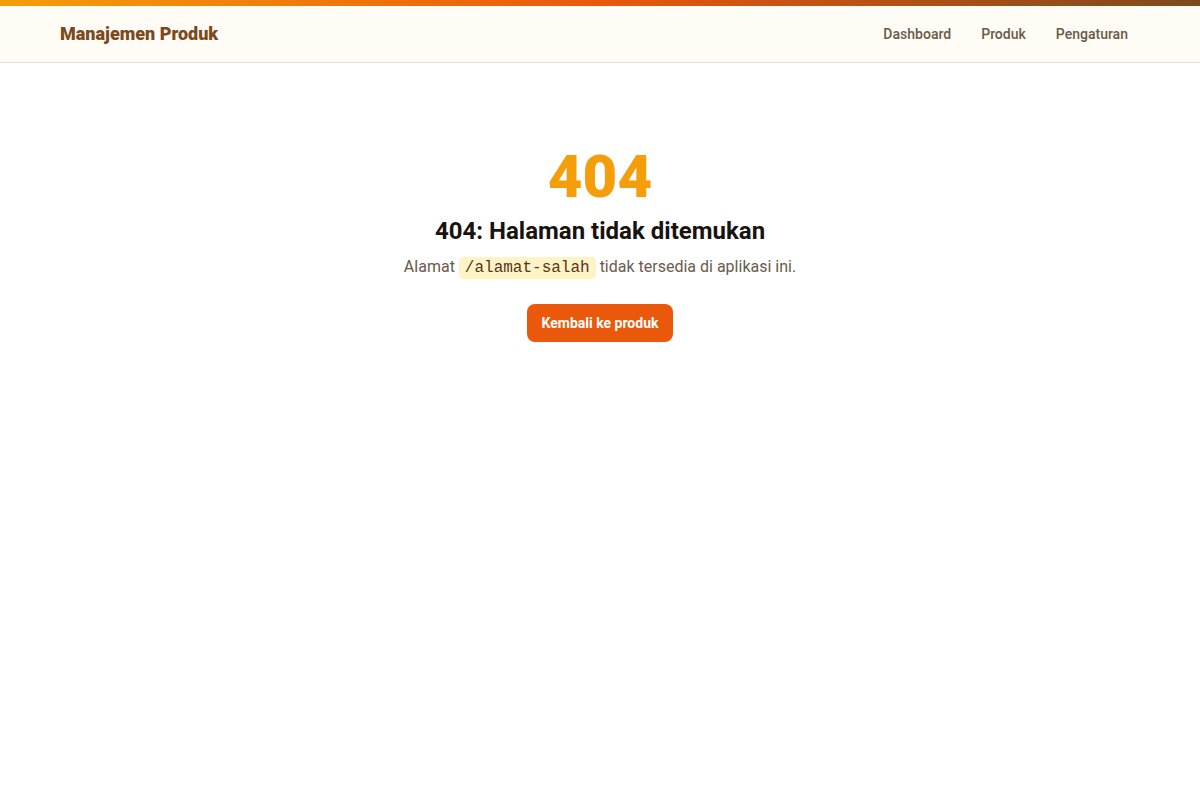 Manajemen Produk
Dashboard Produk Pengaturan
404
404: Halaman tidak ditemukan
Alamat /alamat-salah tidak tersedia di aplikasi ini.
Kembali ke produk